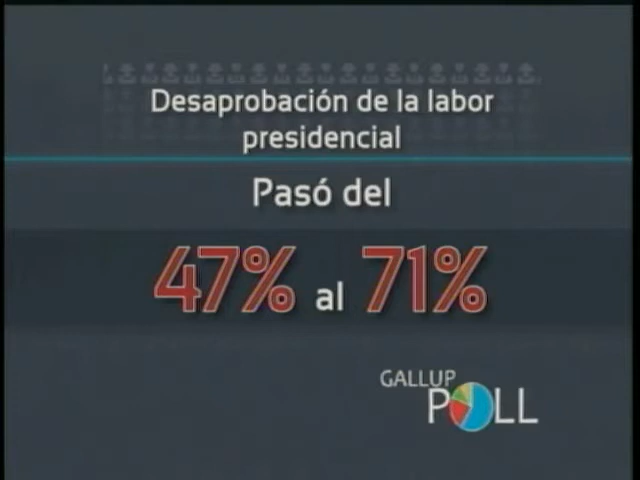 Desaprobación de la labor
presidencial
Pasó del
47% al 71%
GALLUP
POLL